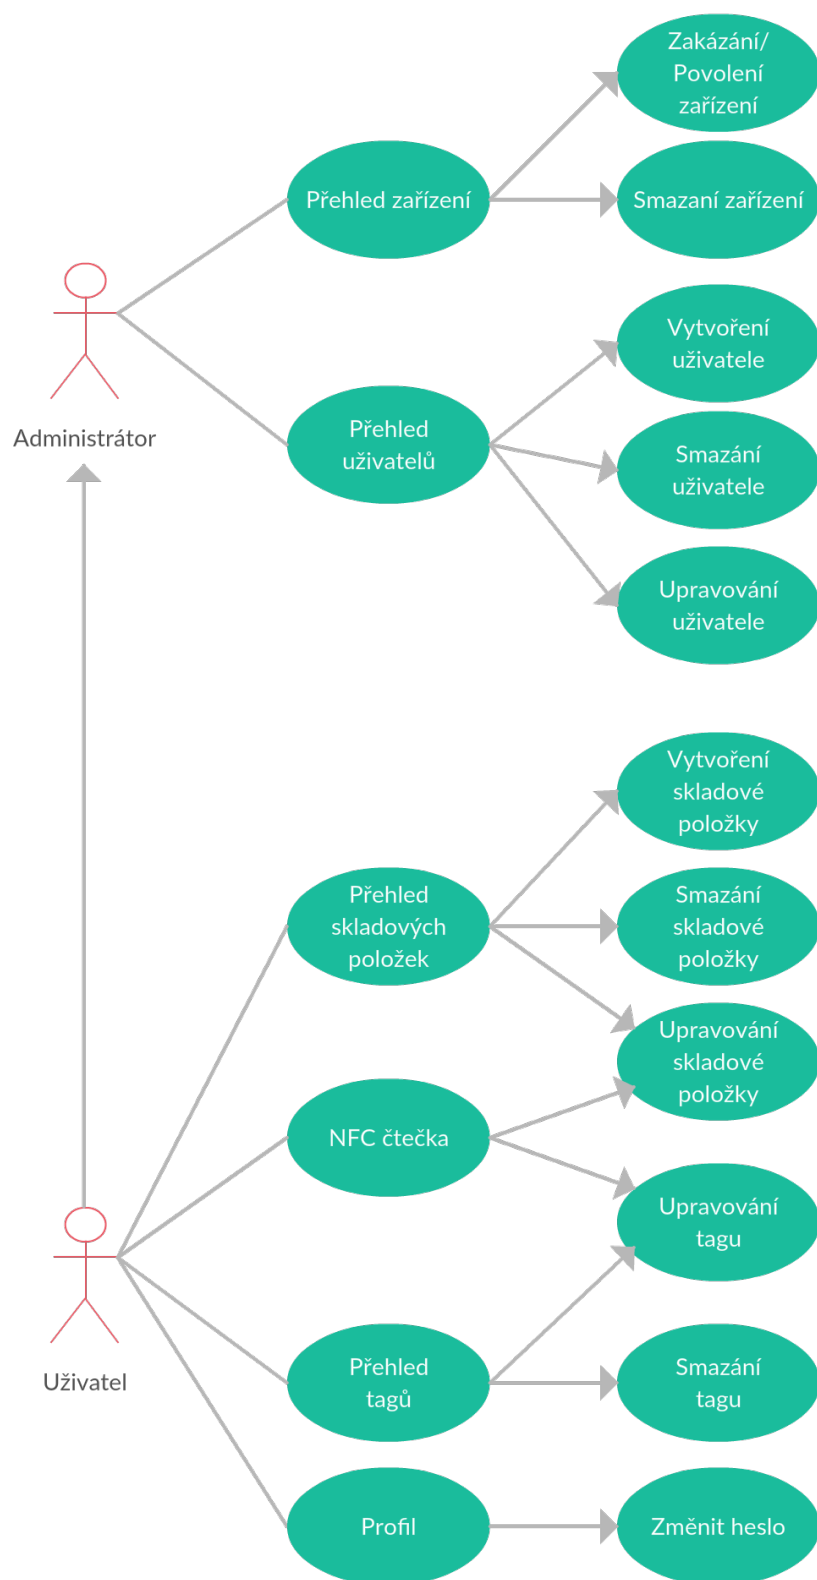 Zakázání/
Povolení
zařízení
Přehled zařízení
Smazaní zařízení
Vytvoření
uživatele
Administrátor
Přehled
uživatelů
Smazání
uživatele
Upravování
uživatele
Vytvoření
skladové
položky
Přehled
skladových
položek
Smazání
skladové
položky
Upravování
skladové
položky
NFC čtečka
Upravování
tagu
Uživatel
Přehled
tagů
Smazání
tagu
Profil
Změnit heslo